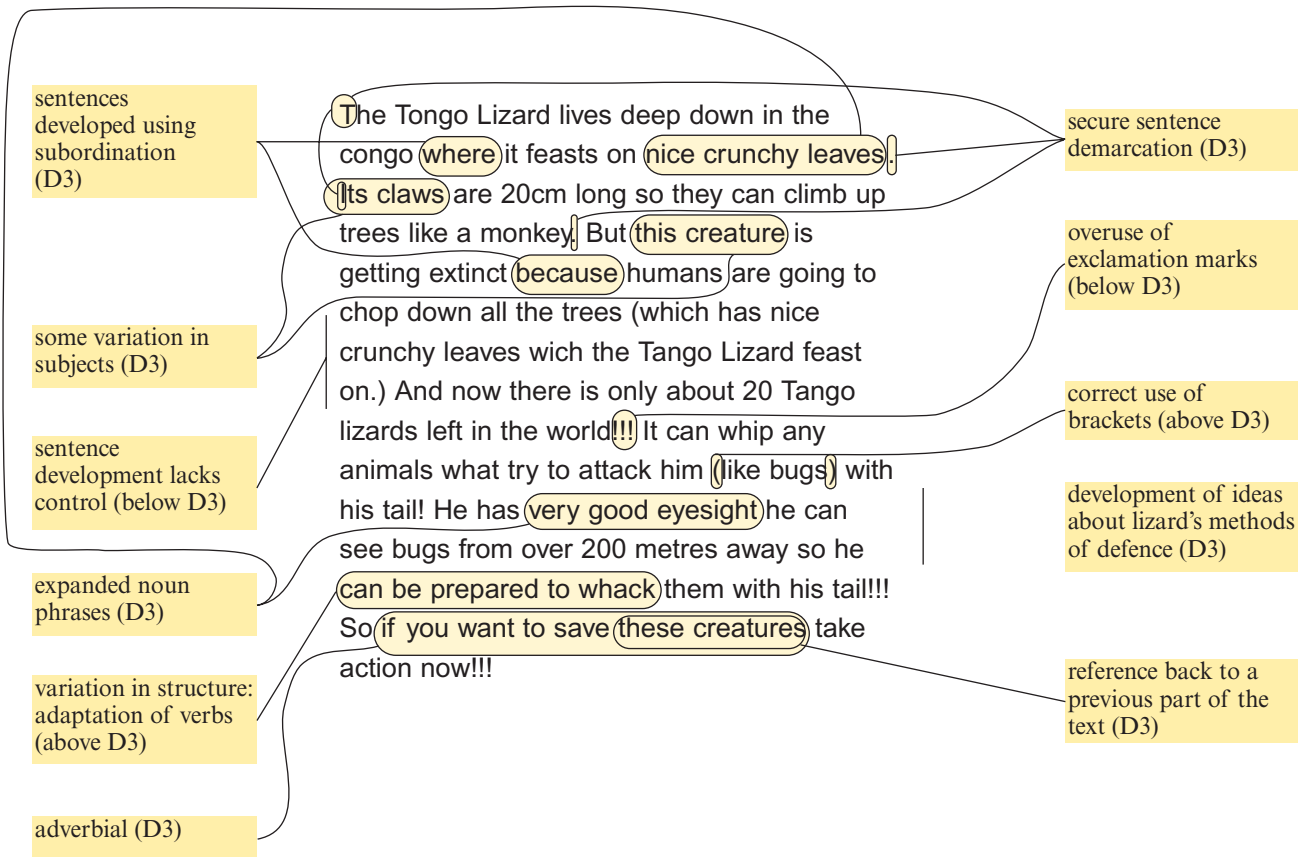 sentences
developed using
subordination
(D3)
some variation in
subjects (D3)
sentence
development lacks
control (below D3)
expanded noun
phrases (D3)
variation in structure:
adaptation of verbs
(above D3)
adverbial (D3)
The Tongo Lizard lives deep down in the
congo where it feasts on nice crunchy leaves.
Its claws are 20cm long so they can climb up
trees like a monkey. But this creature is
getting extinct because humans are going to
chop down all the trees (which has nice
crunchy leaves wich the Tango Lizard feast
on.) And now there is only about 20 Tango
lizards left in the world!!! It can whip any
animals what try to attack him (like bugs) with
his tail! He has very good eyesight he can
see bugs from over 200 metres away so he
can be prepared to whack them with his tail!!!
So if you want to save these creatures take
action now!!!
secure sentence
demarcation (D3)
overuse of
exclamation marks
(below D3)
correct use of
brackets (above D3)
development of ideas
about lizard's methods
of defence (D3)
reference back to a
previous part of the
text (D3)